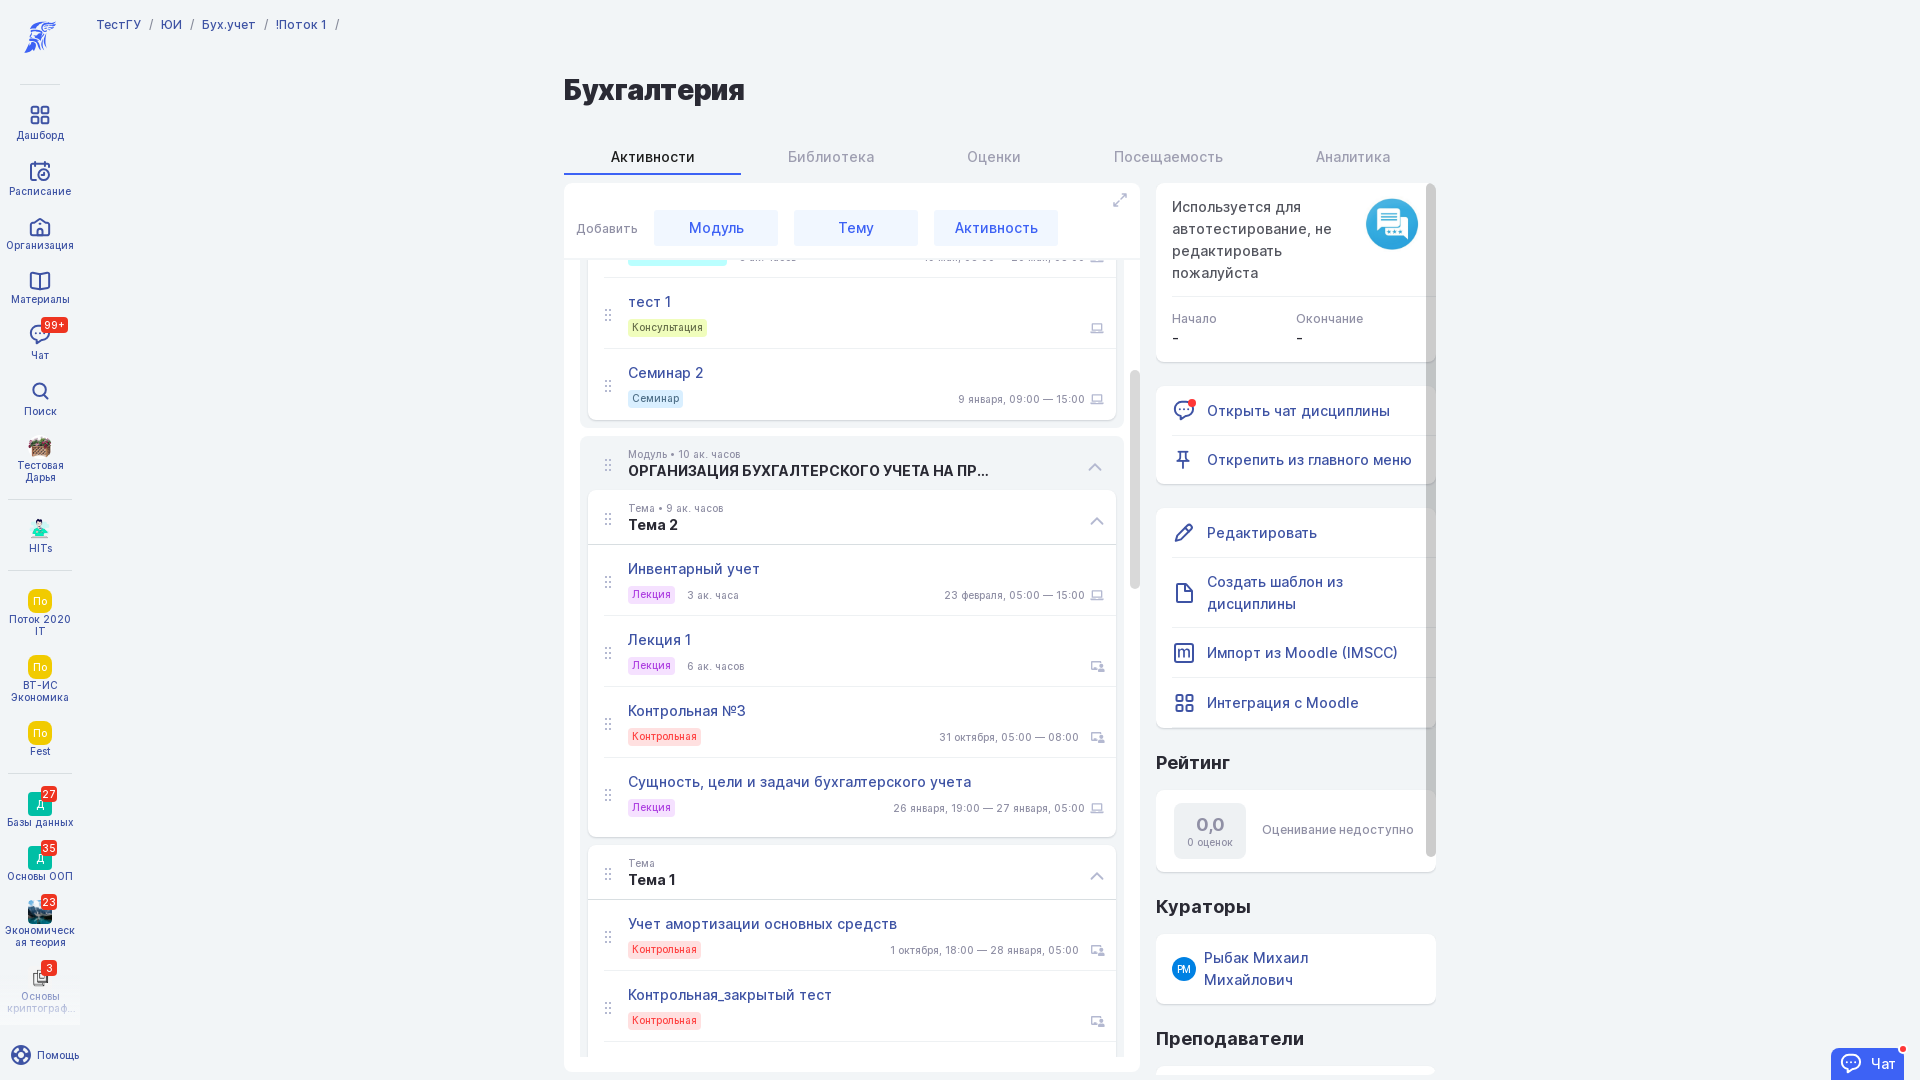 ТестГУ / ЮИ / Бух.учет / !Поток 1 /
Дашборд
Расписание
Организация
Материалы
99+
Чат
Поиск
Тестовая
Дарья
HITs
По
Поток 2020
IT
По
ВТ-ИС
Экономика
По
Fest
27
Д
Базы данных
35
Д
Основы ООП
23
Экономическ
ая теория
3
Основы
криптограф...
Помощь
Бухгалтерия
Активности
Библиотека
Оценки
Посещаемость
Аналитика
Добавить
Модуль
Тему
Активность
тест 1
Консультация
Семинар 2
Семинар
9 января, 09:00 — 15:00
Модуль • 10 ак. часов
ОРГАНИЗАЦИЯ БУХГАЛТЕРСКОГО УЧЕТА НА ПР...
Тема • 9 ак. часов
Тема 2
Инвентарный учет
Лекция 3 ак. часа 23 февраля, 05:00 — 15:00
Лекция 1
Лекция 6 ак. часов
Контрольная №3
Контрольная 31 октября, 05:00 — 08:00
Сущность, цели и задачи бухгалтерского учета
Лекция 26 января, 19:00 — 27 января, 05:00
Тема
Тема 1
Учет амортизации основных средств
Контрольная 1 октября, 18:00 — 28 января, 05:00
Контрольная_закрытый тест
Контрольная
Используется для
автотестирование, не
редактировать
пожалуйста
Начало Окончание
- -
Открыть чат дисциплины
Открепить из главного меню
Редактировать
Создать шаблон из
дисциплины
Импорт из Moodle (IMSCC)
Интеграция с Moodle
Рейтинг
0,0
0 оценок
Оценивание недоступно
Кураторы
РМ
Рыбак Михаил
Михайлович
Преподаватели
Чат